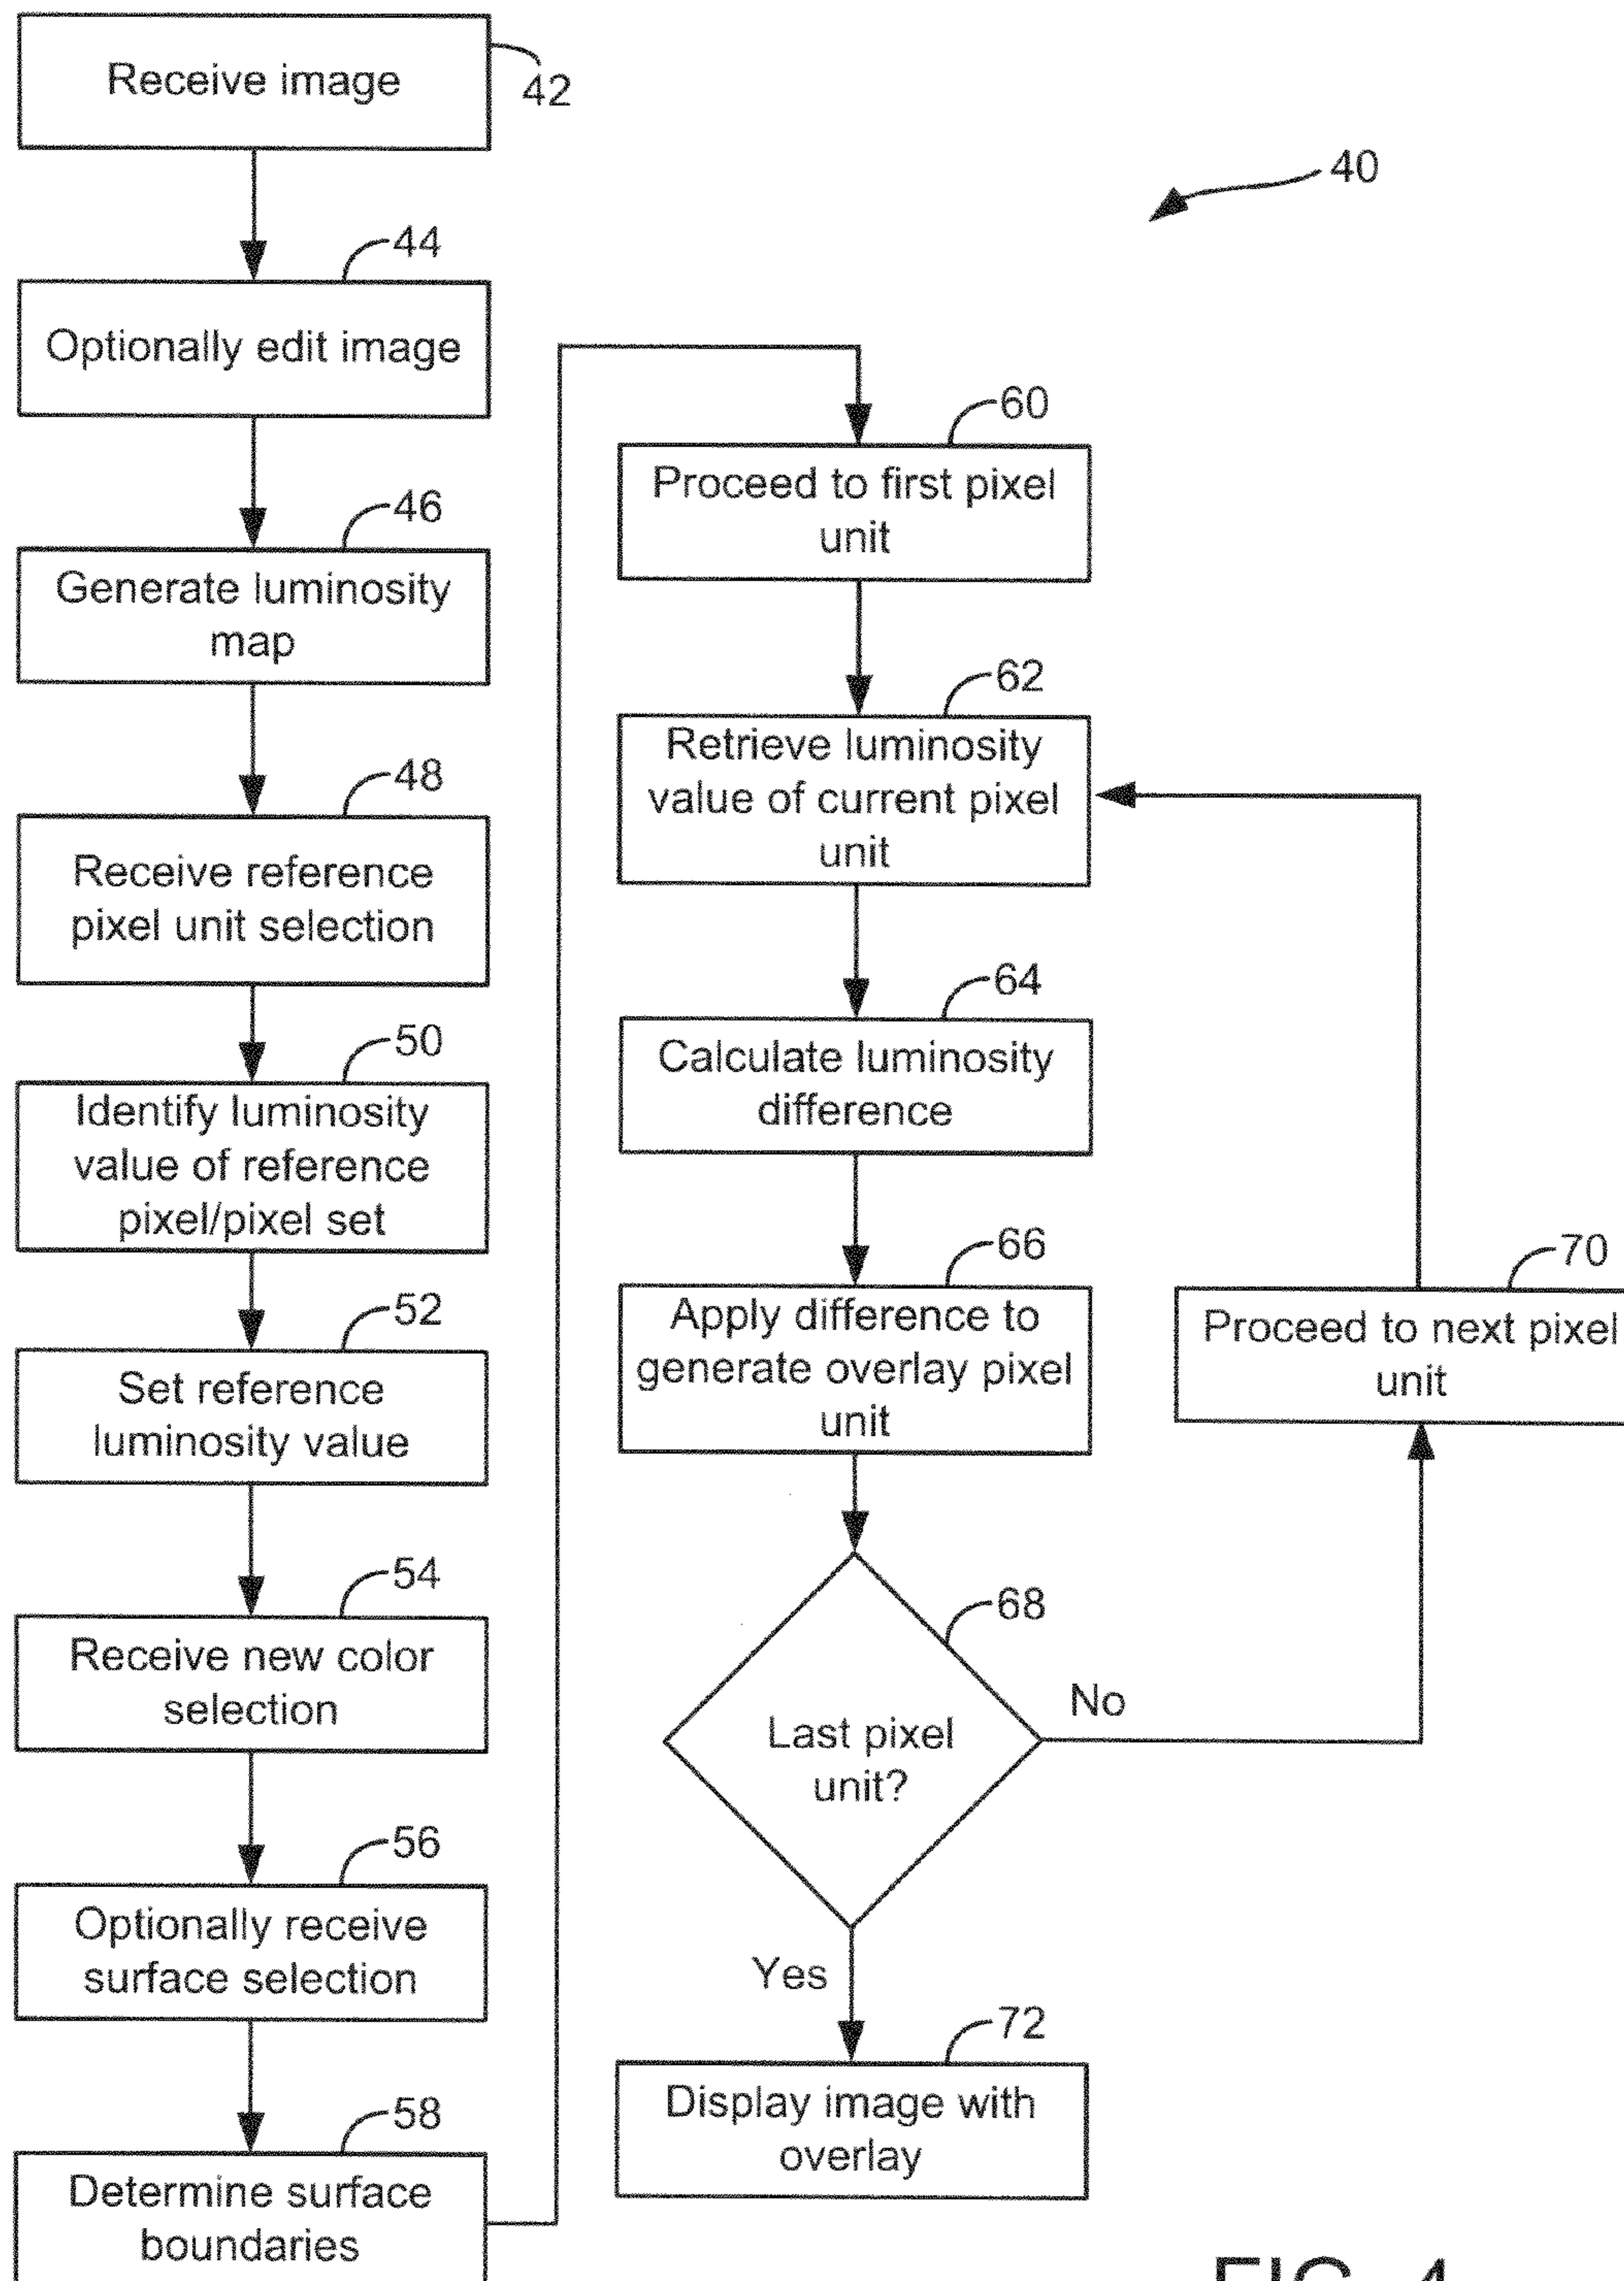 Receive image
42
40
44
Optionally edit image
46
Generate luminosity
map
48
Receive reference
pixel unit selection
50
Identify luminosity
value of reference
pixel/pixel set
52
Set reference
luminosity value
54
Receive new color
selection
56
Optionally receive
surface selection
58
Determine surface
boundaries
60
Proceed to first pixel
unit
62
Retrieve luminosity
value of current pixel
unit
64
Calculate luminosity
difference
66
Apply difference to
generate overlay pixel
unit
68
Last pixel
unit?
No
70
Proceed to next pixel
unit
Yes
72
Display image with
overlay
FIG. 4